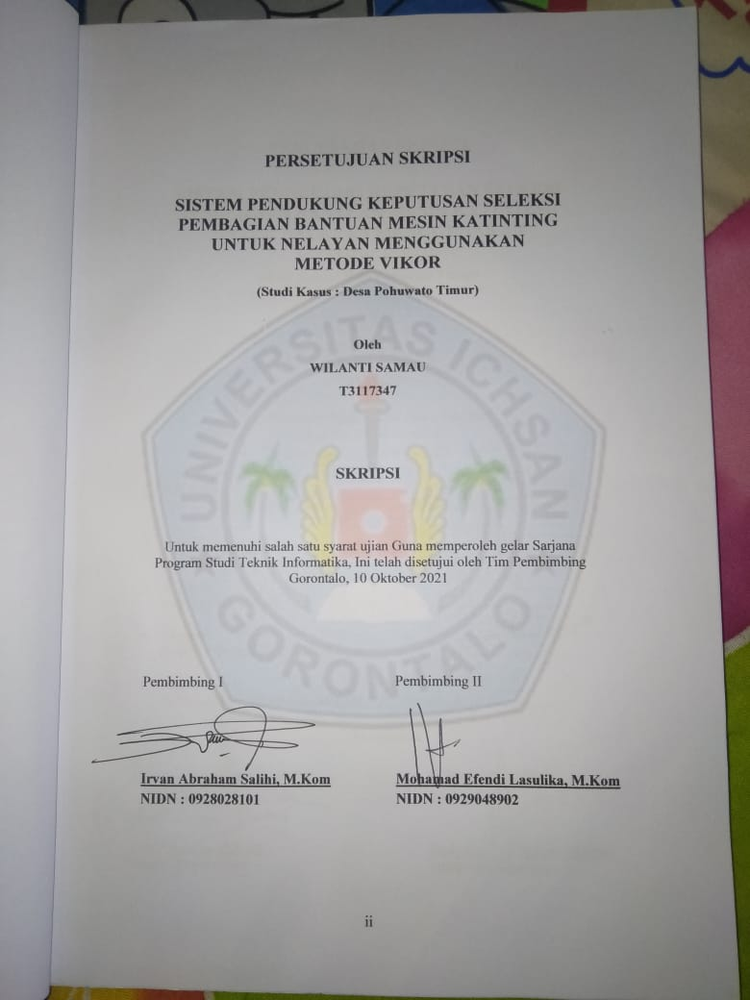 PERSETUJUAN SKRIPSI
SISTEM PENDUKUNG KEPUTUSAN SELEKSI
PEMBAGIAN BANTUAN MESIN KATINTING
UNTUK NELAYAN MENGGUNAKAN
METODE VIKOR
(Studi Kasus : Desa Pohuwato Timur)
Oleh
WILANTI SAMAU
T3117347
UNIVERSITAS ICHSAN
GORONTALO
SKRIPSI
Untuk memenuhi salah satu syarat ujian Guna memperoleh gelar Sarjana
Program Studi Teknik Informatika, Ini telah disetujui oleh Tim Pembimbing
Gorontalo, 10 Oktober 2021
Pembimbing I
Pembimbing II
Irvan Abraham Salihi, M.Kom
Mohamad Efendi Lasulika, M.Kom
NIDN : 0928028101
NIDN : 0929048902
ii